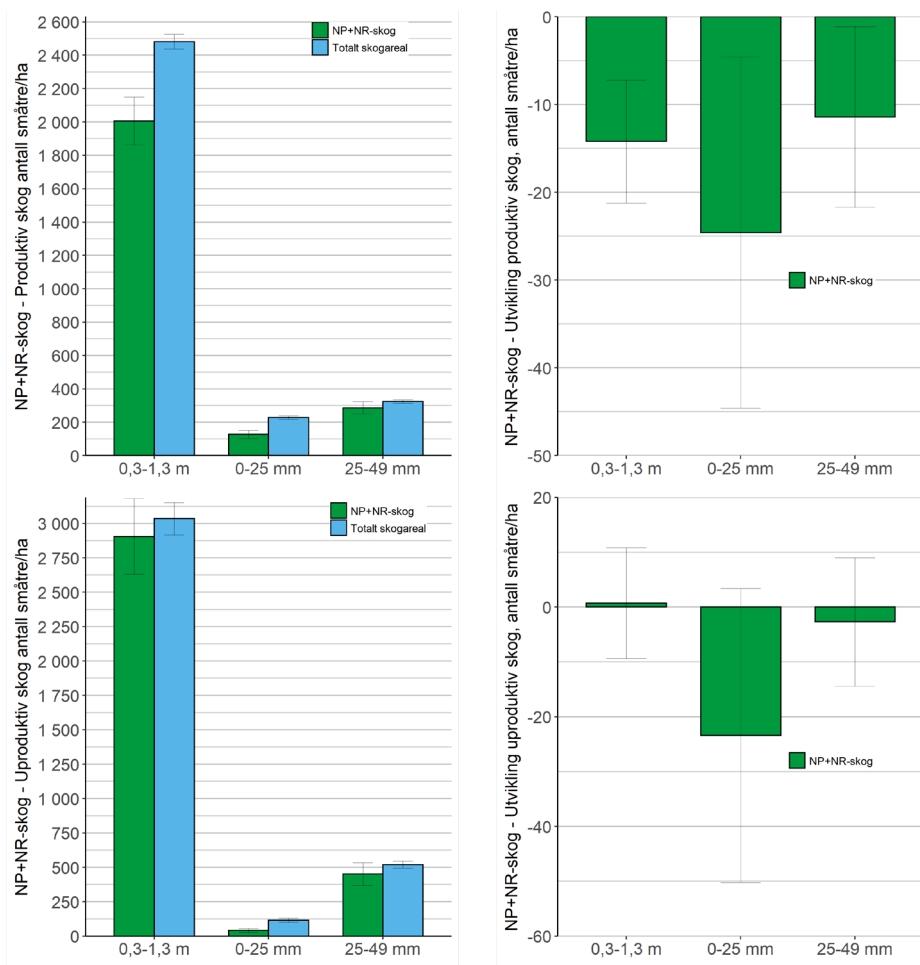 NP+NR-skog - Produktiv skog antall småtre/ha
2 600
2 400
2 200
2 000
1 800
1 600
1 400
1 200
1 000
800
600
400
200
0
NP+NR-skog
Totalt skogareal
0,3-1,3 m
0-25 mm
25-49 mm
NP+NR-skog - Utvikling produktiv skog, antall småtre/ha
0
-10
-20
-30
-40
-50
NP+NR-skog
0,3-1,3 m
0-25 mm
25-49 mm
NP+NR-skog - Uproduktiv skog antall småtre/ha
3 000
2 750
2 500
2 250
2 000
1 750
1 500
1 250
1 000
750
500
250
0
NP+NR-skog
Totalt skogareal
0,3-1,3 m
0-25 mm
25-49 mm
NP+NR-skog - Utvikling uproduktiv skog, antall småtre/ha
20
0
-20
-40
-60
NP+NR-skog
0,3-1,3 m
0-25 mm
25-49 mm